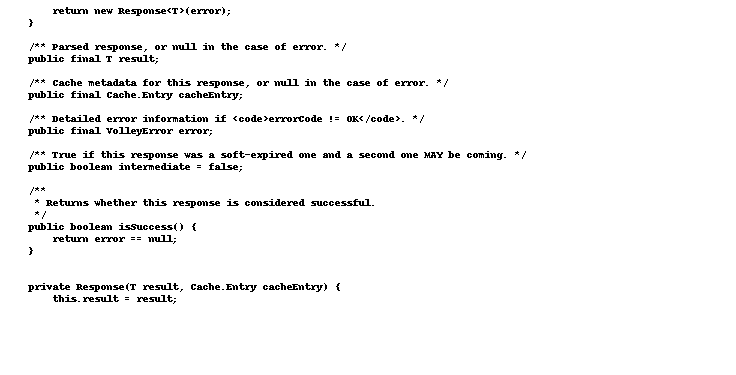 return new Response<T>(error);
}
/** Parsed response, or null in the case of error. */
public final T result;
/** Cache metadata for this response, or null in the case of error. */
public final Cache.Entry cacheEntry;
/** Detailed error information if <code>errorCode != OK</code>. */
public final VolleyError error;
/** True if this response was a soft-expired one and a second one MAY be coming. */
public boolean intermediate = false;
/**
* Returns whether this response is considered successful.
*/
public boolean isSuccess() {
return error == null;
}
private Response(T result, Cache.Entry cacheEntry) {
this.result = result;